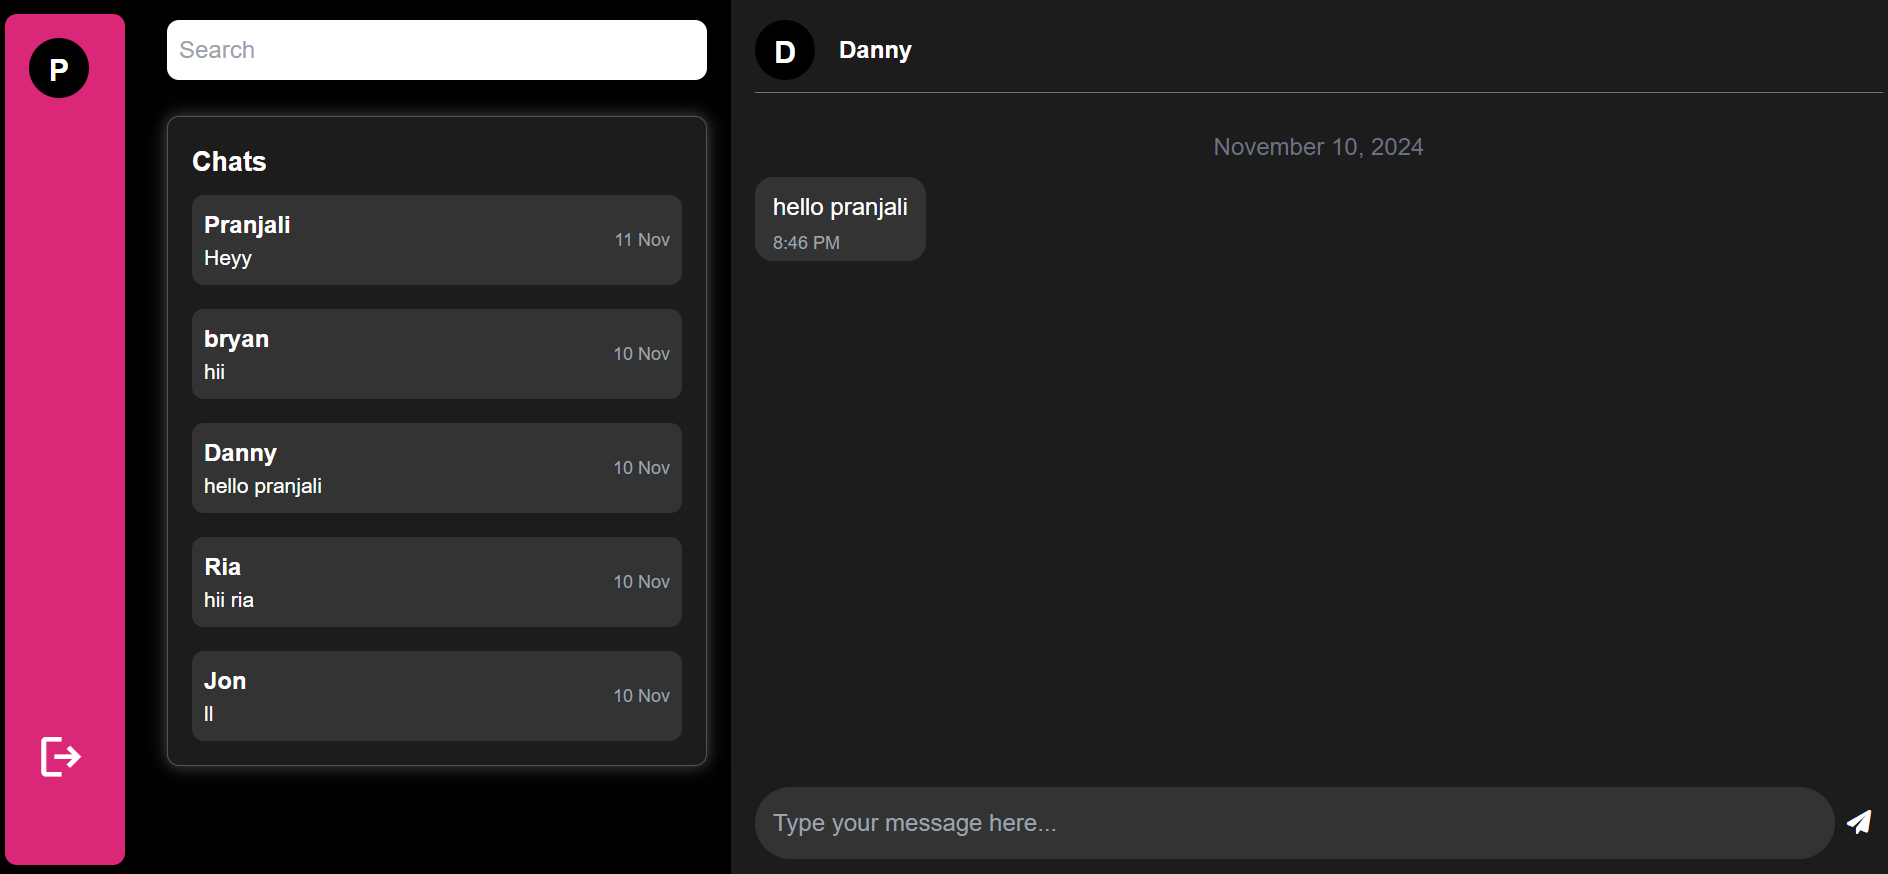 P
Search
Chats
Pranjali
Heyy
11 Nov
bryan
hii
10 Nov
Danny
hello pranjali
10 Nov
Ria
hii ria
10 Nov
Jon
ll
10 Nov
D
Danny
November 10, 2024
hello pranjali
8:46 PM
Type your message here...